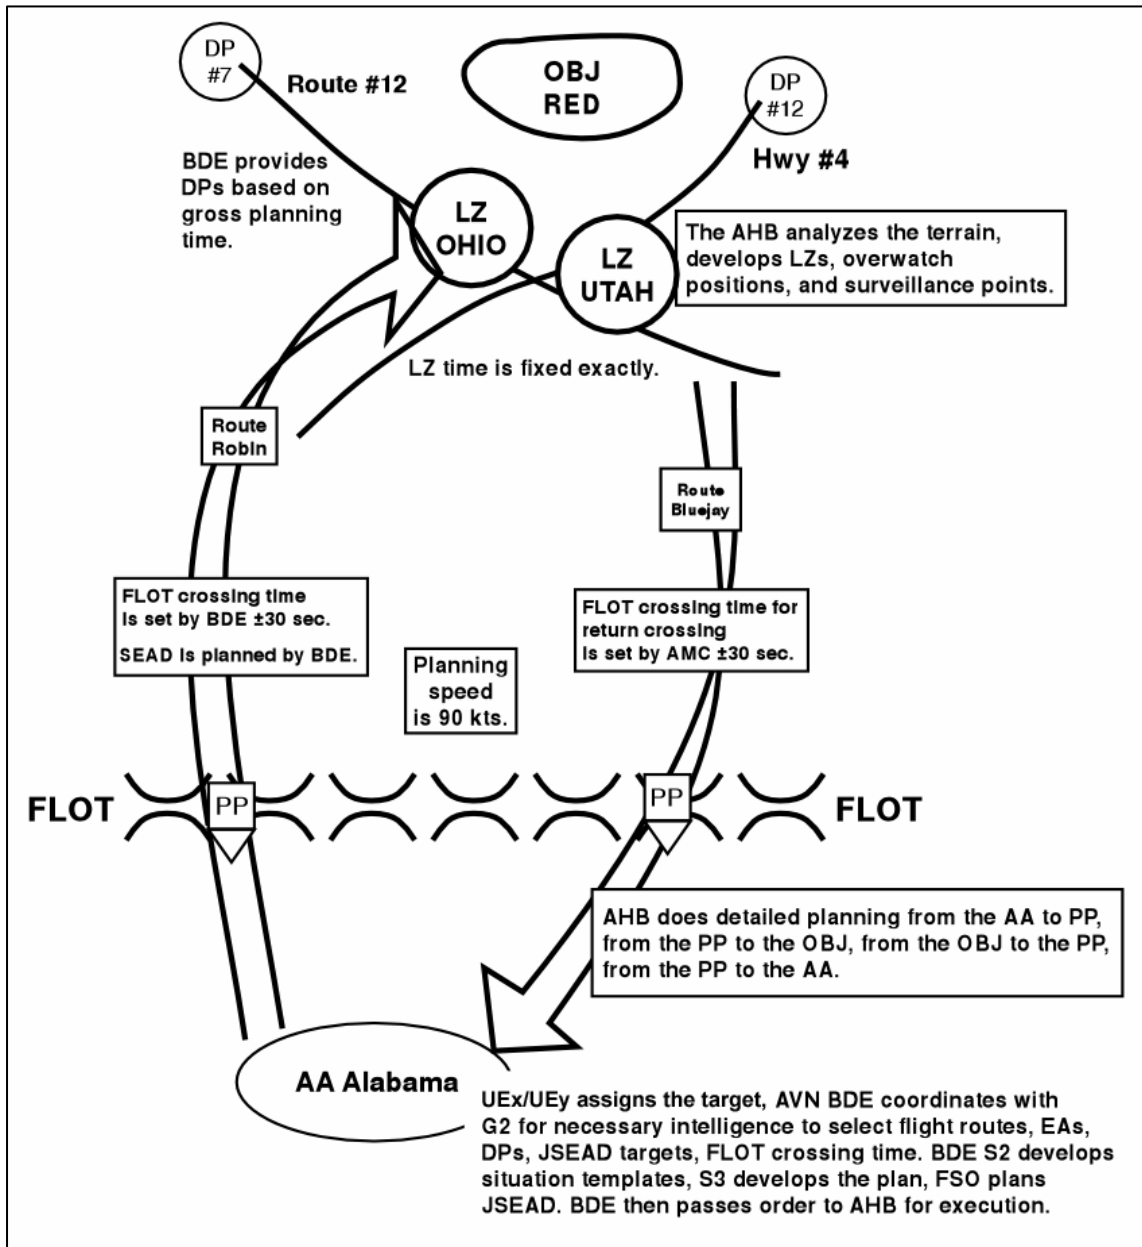 DP
#7
Route #12
OBJ
RED
DP
#12
Hwy #4
BDE provides
DPs based on
gross planning
time.
LZ
OHIO
LZ
UTAH
The AHB analyzes the terrain,
develops LZs, overwatch
positions, and surveillance points.
LZ time is fixed exactly.
Route
Robin
Route
Bluejay
FLOT crossing time
is set by BDE ±30 sec.
SEAD is planned by BDE.
FLOT crossing time for
return crossing
is set by AMC ±30 sec.
Planning
speed
is 90 kts.
FLOT
PP
PP
FLOT
AHB does detailed planning from the AA to PP,
from the PP to the OBJ, from the OBJ to the PP,
from the PP to the AA.
AA Alabama
UEx/UEy assigns the target, AVN BDE coordinates with
G2 for necessary intelligence to select flight routes, EAs,
DPs, JSEAD targets, FLOT crossing time. BDE S2 develops
situation templates, S3 develops the plan, FSO plans
JSEAD. BDE then passes order to AHB for execution.